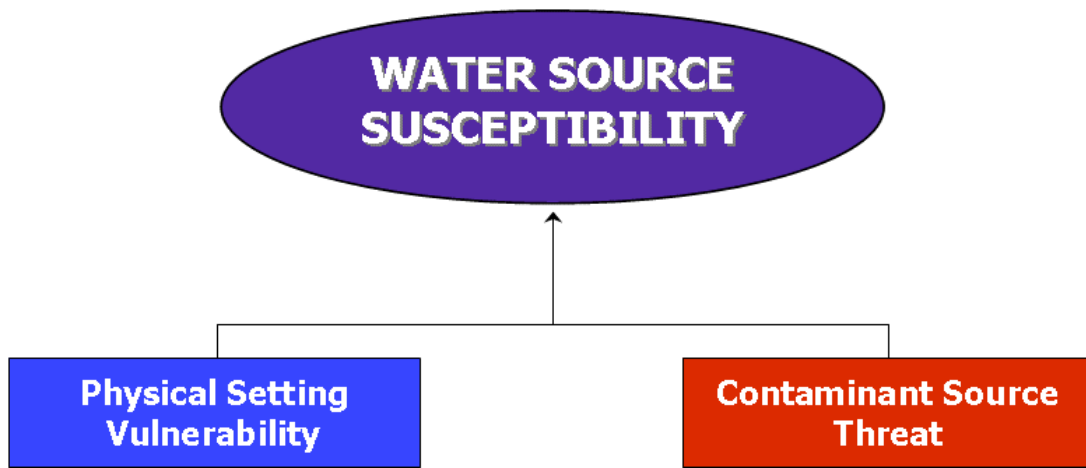 WATER SOURCE
SUSCEPTIBILITY
Physical Setting
Vulnerability
Contaminant Source
Threat